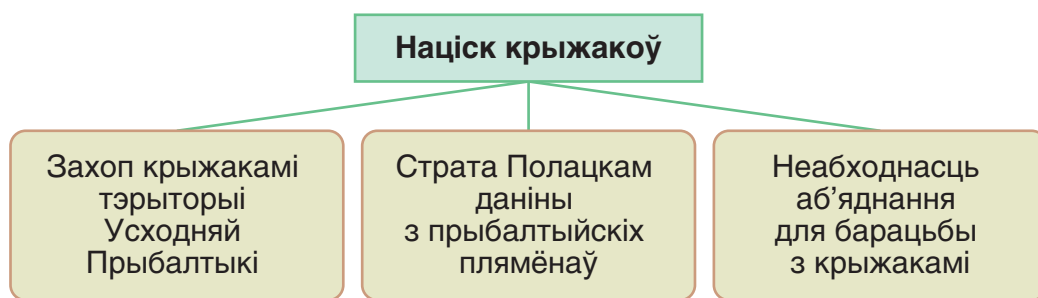 Націск крыжакоў
Захоп крыжакамі
тэрыторыі
Усходняй
Прыбалтыкі
Страта Полацкам
даніны
з прыбалтыйскіх
плямёнаў
Неабходнасць
аб’яднання
для барацьбы
з крыжакамі